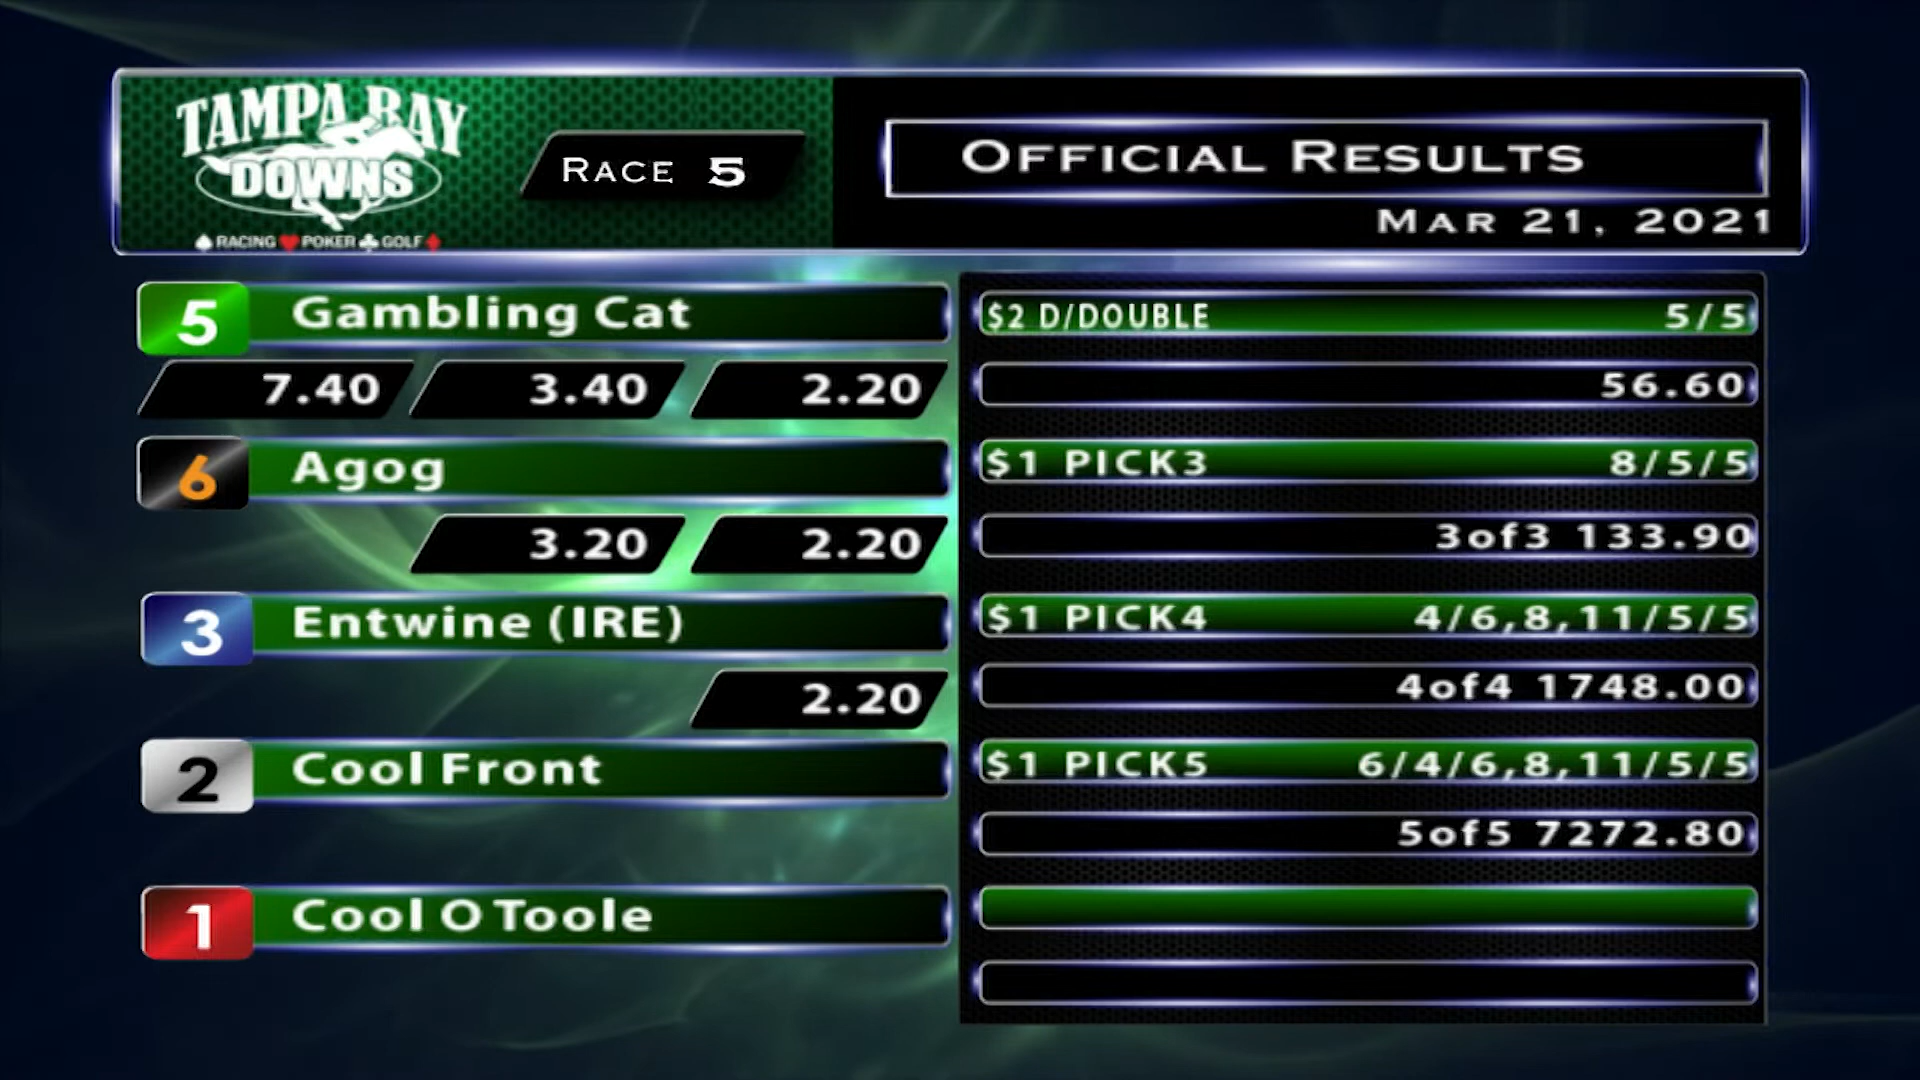 TAMPA BAY
DOWNS
RACING POKER GOLF
RACE 5
OFFICIAL RESULTS
MAR 21, 2021
5 Gambling Cat
7.40 3.40 2.20
6 Agog
3.20 2.20
3 Entwine (IRE)
2.20
2 Cool Front
1 Cool O Toole
$2 D/DOUBLE 5/5
56.60
$1 PICK3 8/5/5
3of3 133.90
$1 PICK4 4/6,8,11/5/5
4of4 1748.00
$1 PICK5 6/4/6,8,11/5/5
5of5 7272.80